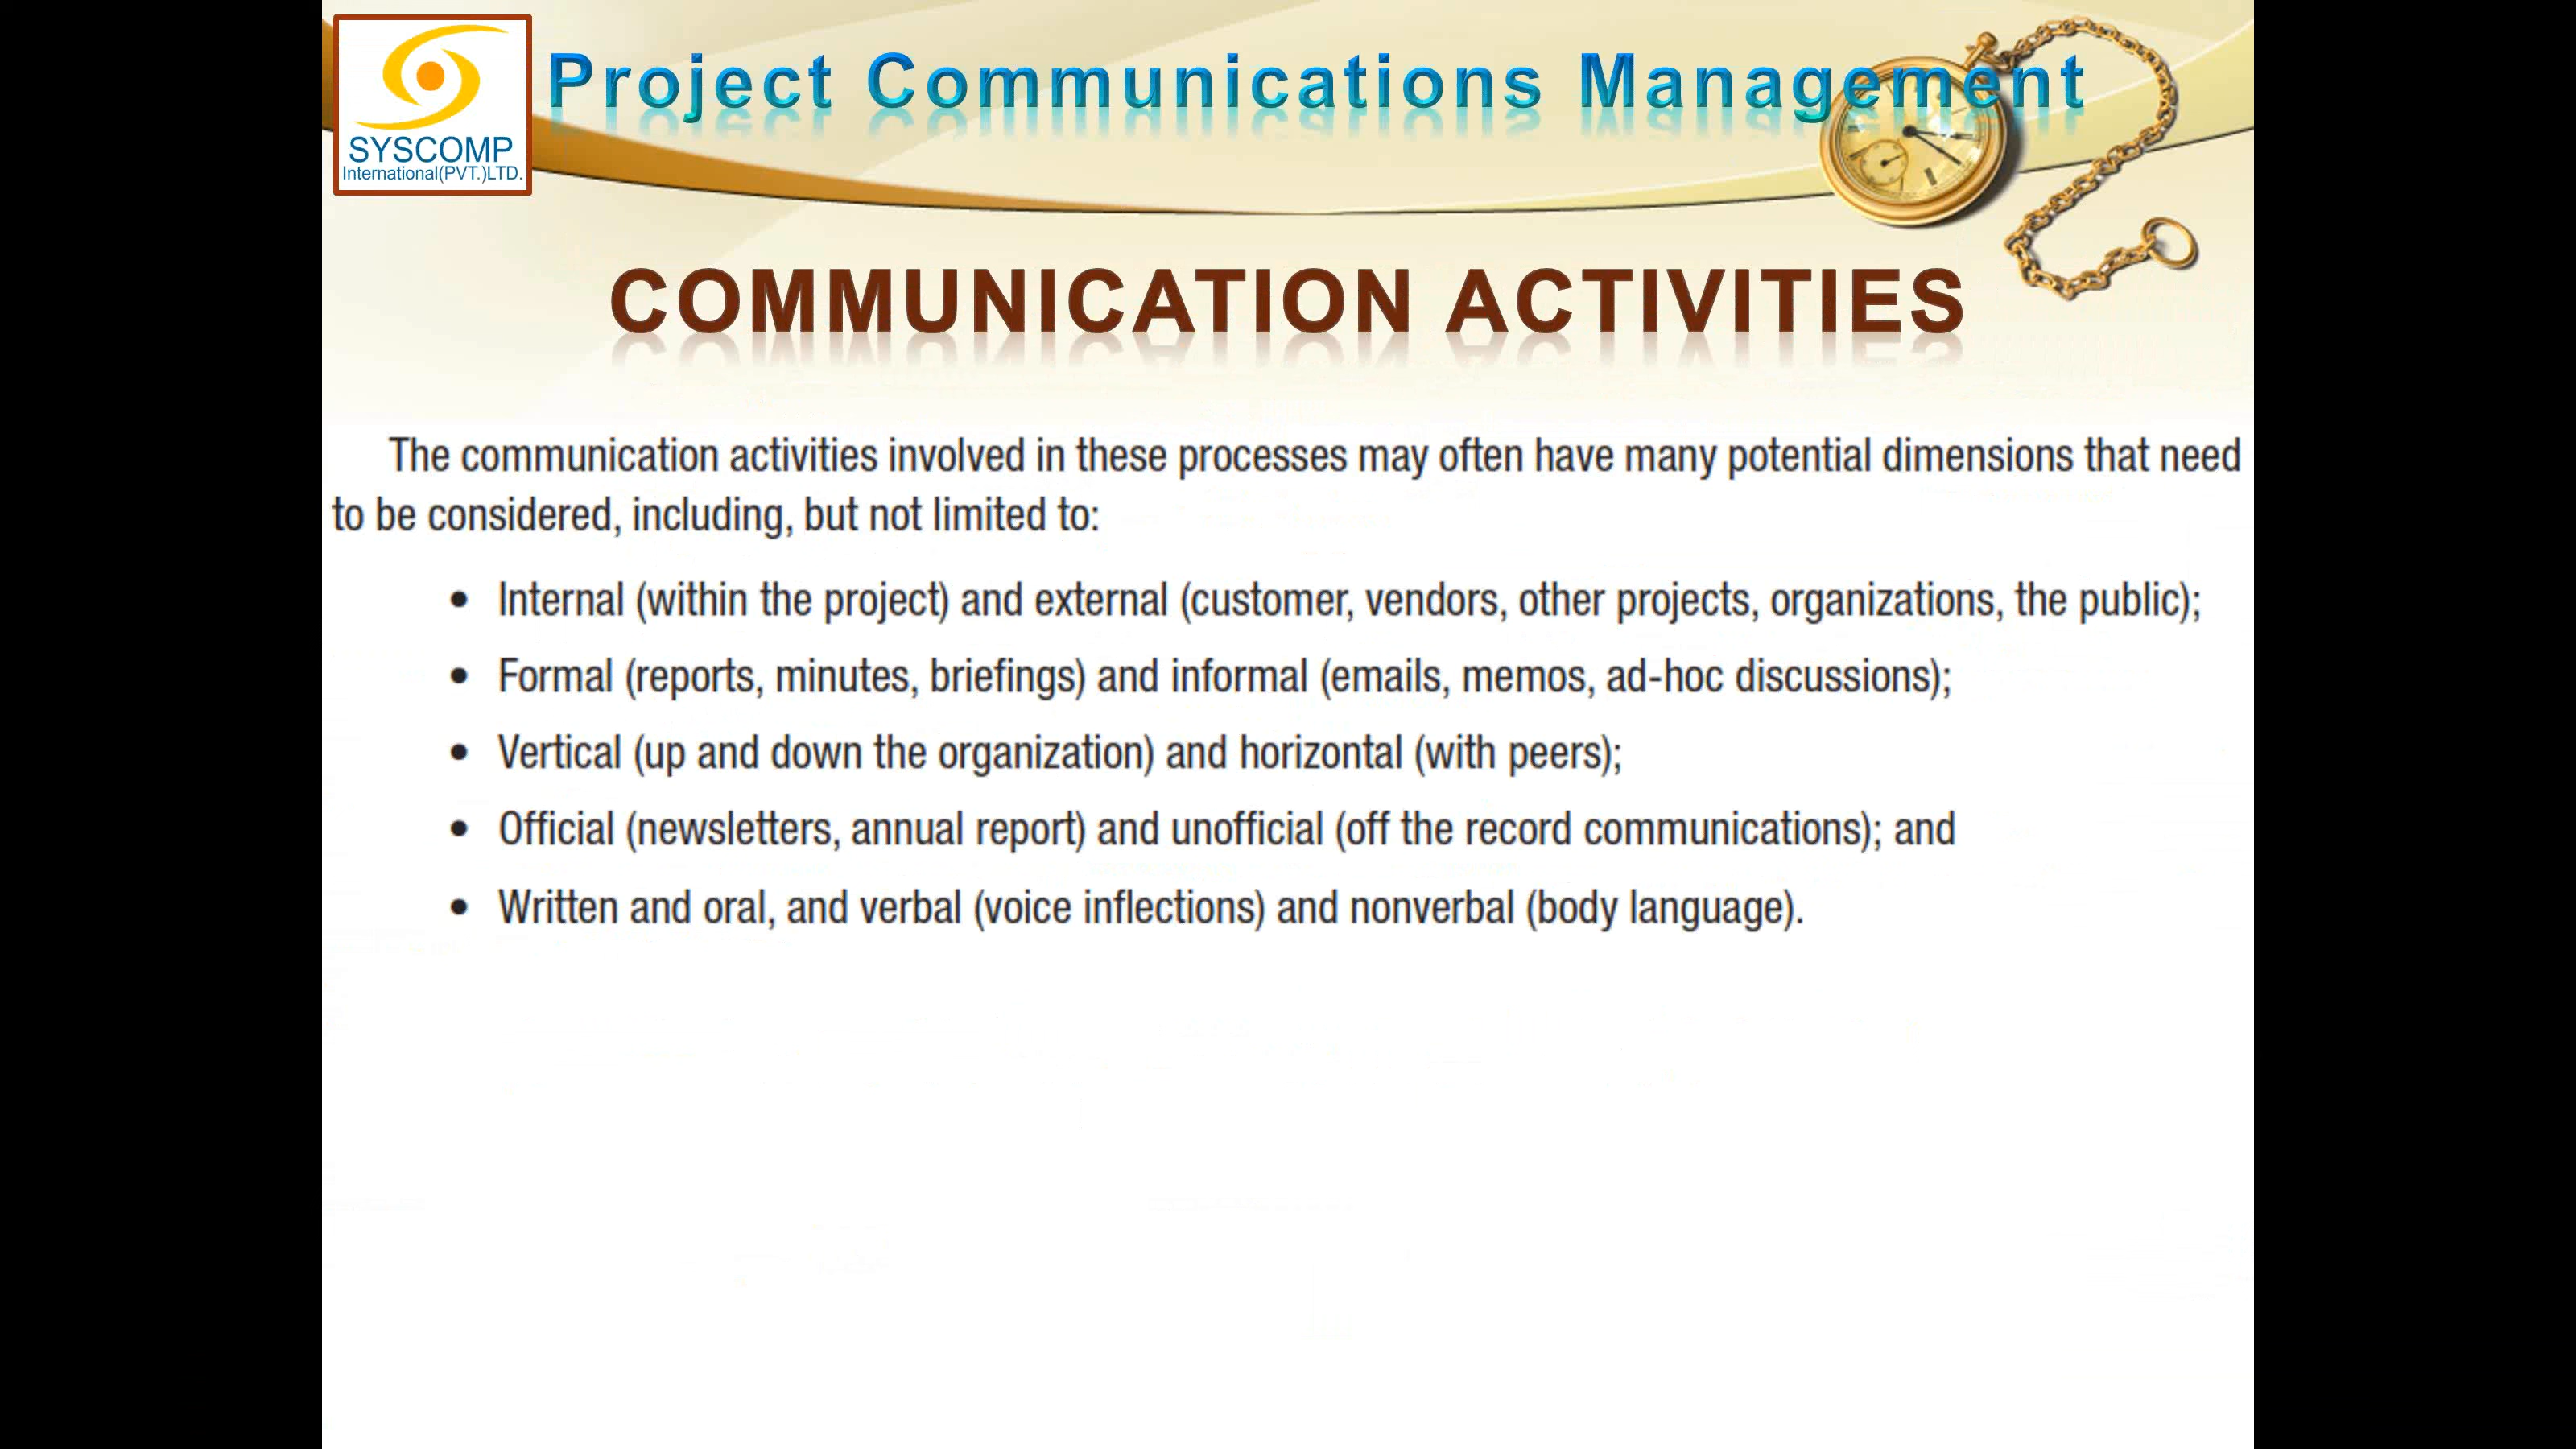 SYSCOMP
International(PVT.)LTD.
Project Communications Management
COMMUNICATION ACTIVITIES
The communication activities involved in these processes may often have many potential dimensions that need
to be considered, including, but not limited to:
• Internal (within the project) and external (customer, vendors, other projects, organizations, the public);
• Formal (reports, minutes, briefings) and informal (emails, memos, ad-hoc discussions);
• Vertical (up and down the organization) and horizontal (with peers);
• Official (newsletters, annual report) and unofficial (off the record communications); and
• Written and oral, and verbal (voice inflections) and nonverbal (body language).